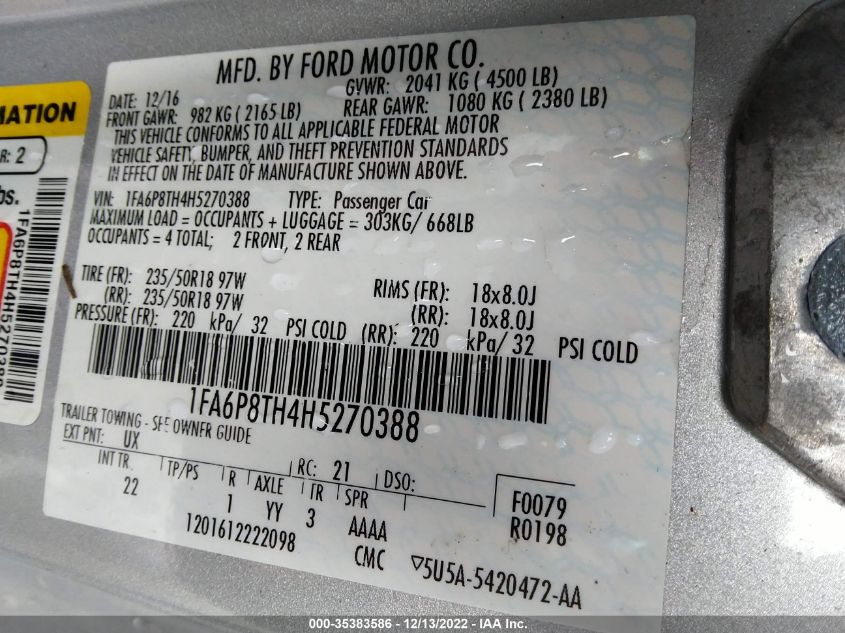 MFD. BY FORD MOTOR CO.
DATE: 12/16 GVWR: 2041 KG ( 4500 LB)
FRONT GAWR: 982 KG ( 2165 LB) REAR GAWR: 1080 KG ( 2380 LB)
THIS VEHICLE CONFORMS TO ALL APPLICABLE FEDERAL MOTOR
VEHICLE SAFETY, BUMPER, AND THEFT PREVENTION STANDARDS
IN EFFECT ON THE DATE OF MANUFACTURE SHOWN ABOVE.
VIN: 1FA6P8TH4H5270388 TYPE: Passenger Car
MAXIMUM LOAD = OCCUPANTS + LUGGAGE = 303KG/ 668LB
OCCUPANTS = 4 TOTAL; 2 FRONT, 2 REAR
TIRE (FR): 235/50R18 97W RIMS (FR): 18x8.0J
(RR): 235/50R18 97W (RR): 18x8.0J
PRESSURE (FR): 220 kPa/ 32 PSI COLD (RR): 220 kPa/ 32 PSI COLD
1FA6P8TH4H5270388
TRAILER TOWING - SEE OWNER GUIDE
EXT PNT: UX RC: 21 DSO:
INT TR TP/PS R AXLE TR SPR F0079
22 1 YY 3 AAAA R0198
1201612222098 CMC 5U5A-5420472-AA
MATION
R: 2
bs.
1FA6P8TH4H5270388
000-35383586 - 12/13/2022 - IAA Inc.